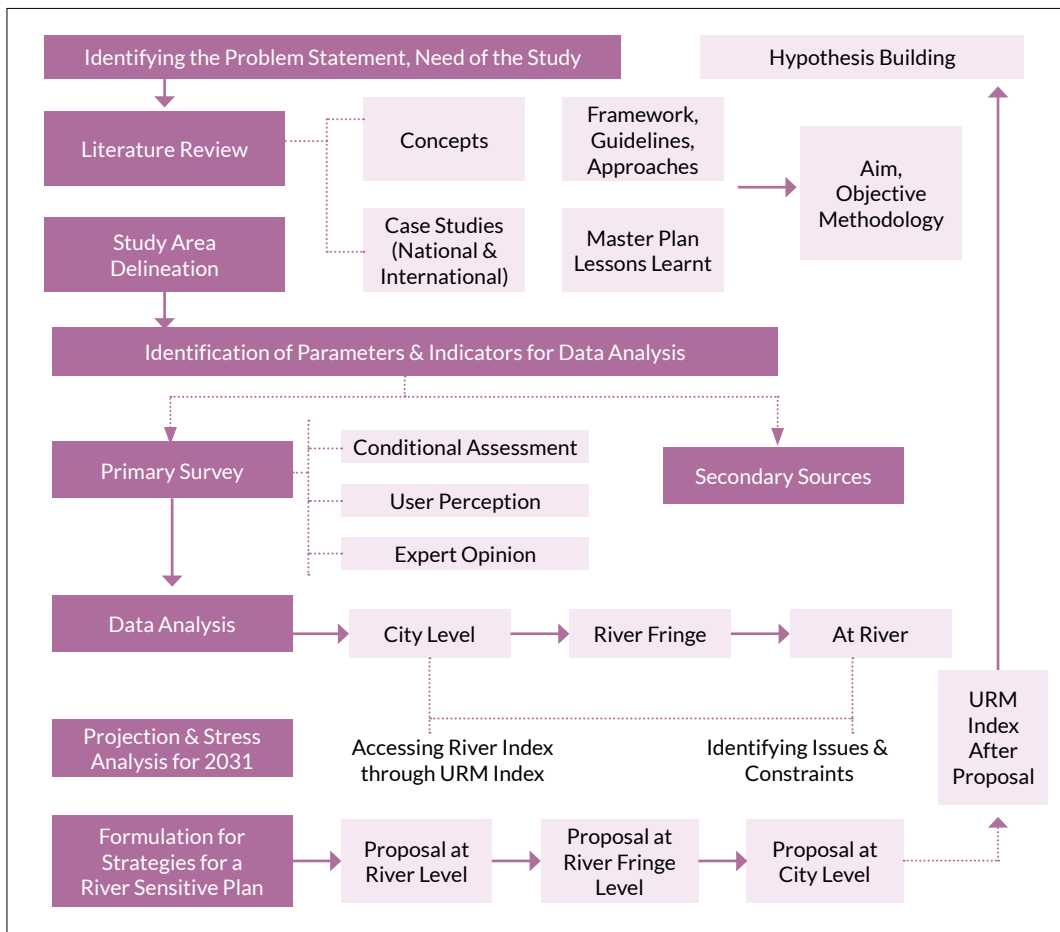 Identifying the Problem Statement, Need of the Study
Hypothesis Building
Literature Review
Concepts
Framework,
Guidelines,
Approaches
Aim,
Objective
Methodology
Study Area
Delineation
Case Studies
(National &
International)
Master Plan
Lessons Learnt
Identification of Parameters & Indicators for Data Analysis
Primary Survey
Conditional Assessment
User Perception
Expert Opinion
Secondary Sources
Data Analysis
City Level
River Fringe
At River
Projection & Stress
Analysis for 2031
Accessing River Index
through URM Index
Identifying Issues &
Constraints
URM
Index
After
Proposal
Formulation for
Strategies for a
River Sensitive Plan
Proposal at
River Level
Proposal at
River Fringe
Level
Proposal at
City Level